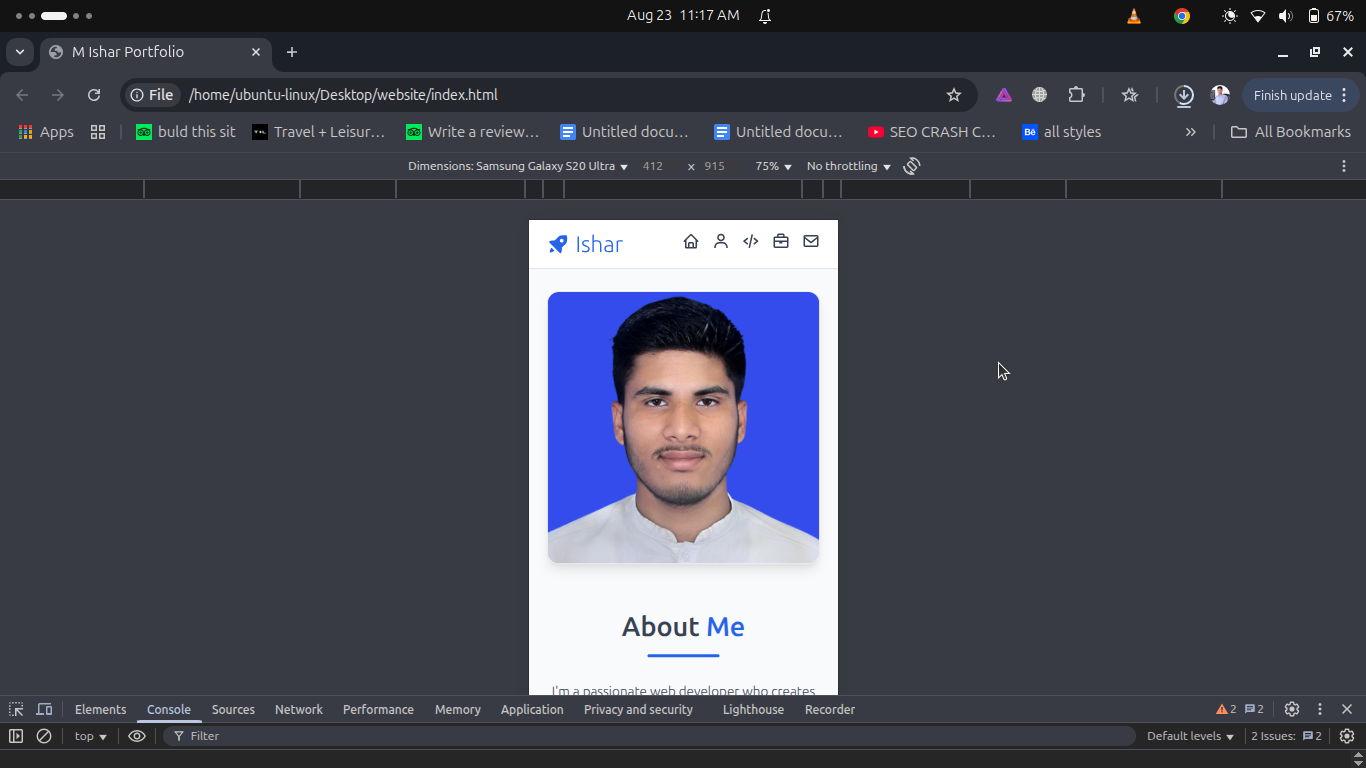 Aug 23 11:17 AM
67%
M Ishar Portfolio
File /home/ubuntu-linux/Desktop/website/index.html
Finish update
Apps
buld this sit
Travel + Leisur…
Write a review…
Untitled docu…
Untitled docu…
SEO CRASH C…
Bē all styles
» All Bookmarks
Dimensions: Samsung Galaxy S20 Ultra 412 × 915 75% No throttling
Ishar
About Me
I'm a passionate web developer who creates
Elements Console Sources Network Performance Memory Application Privacy and security Lighthouse Recorder 2 2
top Filter Default levels 2 Issues: 2